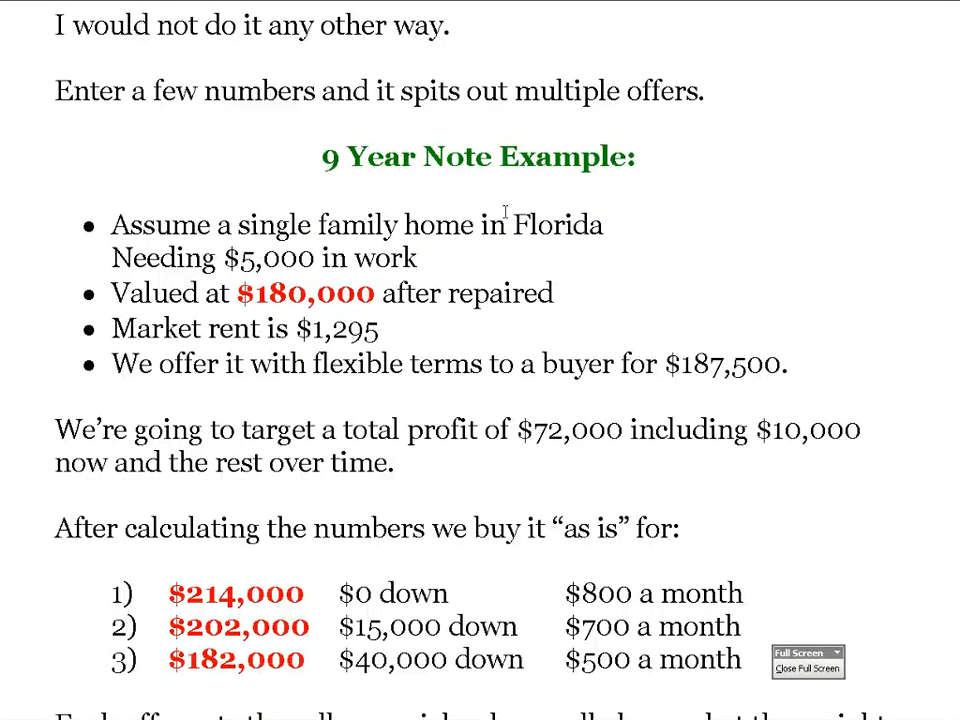 I would not do it any other way.
Enter a few numbers and it spits out multiple offers.
9 Year Note Example:
• Assume a single family home in Florida
Needing $5,000 in work
• Valued at $180,000 after repaired
• Market rent is $1,295
• We offer it with flexible terms to a buyer for $187,500.
We're going to target a total profit of $72,000 including $10,000
now and the rest over time.
After calculating the numbers we buy it "as is" for:
1) $214,000 $0 down $800 a month
2) $202,000 $15,000 down $700 a month
3) $182,000 $40,000 down $500 a month
Full Screen
Close Full Screen